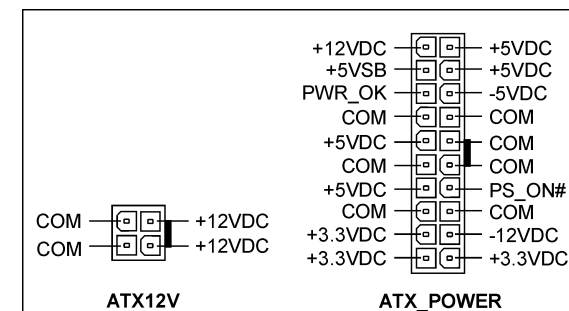 +12VDC +5VDC
+5VSB +5VDC
PWR_OK -5VDC
COM COM
+5VDC COM
COM COM
+5VDC PS_ON#
COM COM
+3.3VDC -12VDC
+3.3VDC +3.3VDC
COM +12VDC
COM +12VDC
ATX12V ATX_POWER